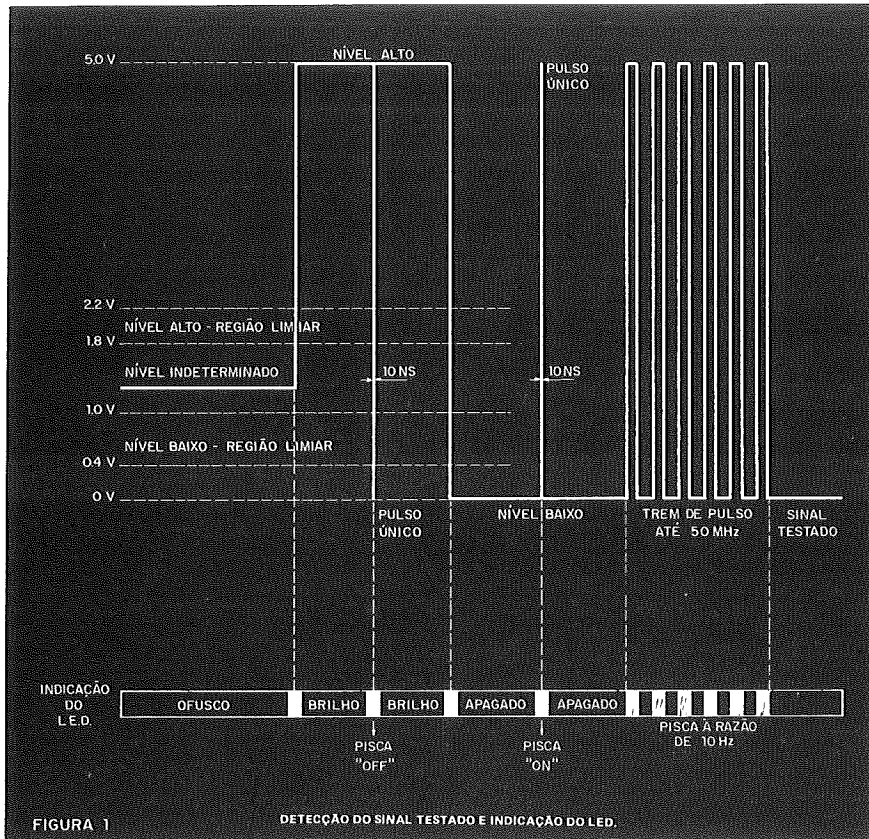 5.0 V
NÍVEL ALTO
PULSO
ÚNICO
2.2 V
NÍVEL ALTO - REGIÃO LIMIAR
1.8 V
NÍVEL INDETERMINADO
10 NS
10 NS
1.0 V
NÍVEL BAIXO - REGIÃO LIMIAR
0.4 V
0 V
PULSO
ÚNICO
NÍVEL BAIXO
TREM DE PULSO
ATÉ 50 MHz
SINAL
TESTADO
INDICAÇÃO
DO
L.E.D.
OFUSCO
BRILHO
BRILHO
APAGADO
APAGADO
PISCA
"OFF"
PISCA
"ON"
PISCA À RAZÃO
DE 10 Hz
FIGURA 1
DETECÇÃO DO SINAL TESTADO E INDICAÇÃO DO LED.